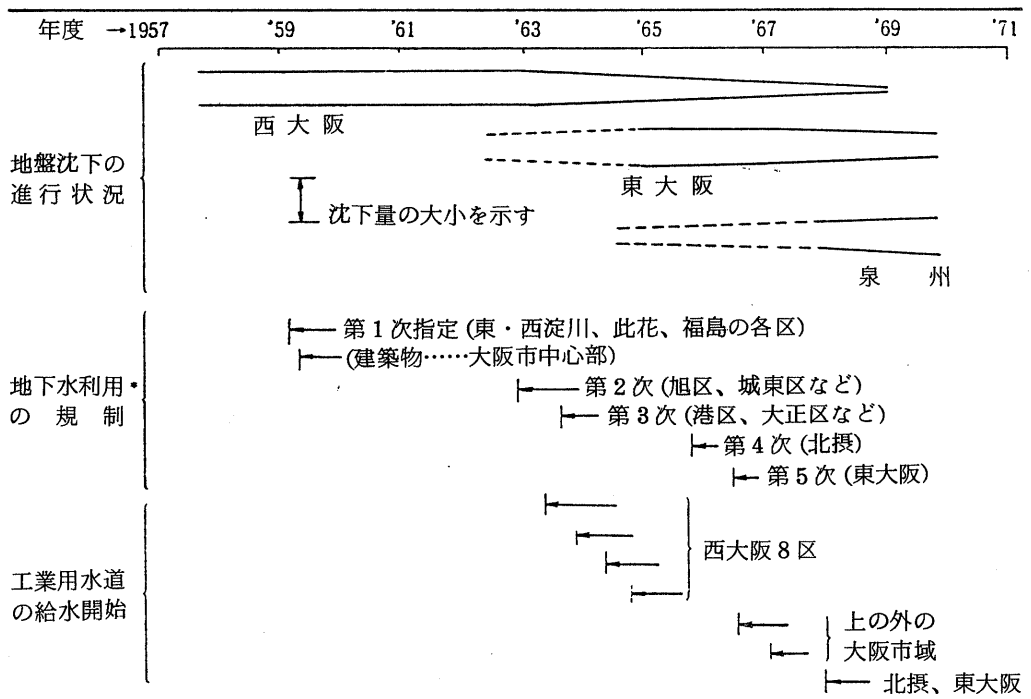 年度 →1957 '59 '61 '63 '65 '67 '69 '71
西大阪
東大阪
地盤沈下の
進行状況
沈下量の大小を示す
泉州
第1次指定(東・西淀川、此花、福島の各区)
(建築物……大阪市中心部)
地下水利用*
の規制
第2次(旭区、城東区など)
第3次(港区、大正区など)
第4次(北摂)
第5次(東大阪)
西大阪8区
工業用水道
の給水開始
上の外の
大阪市域
北摂、東大阪